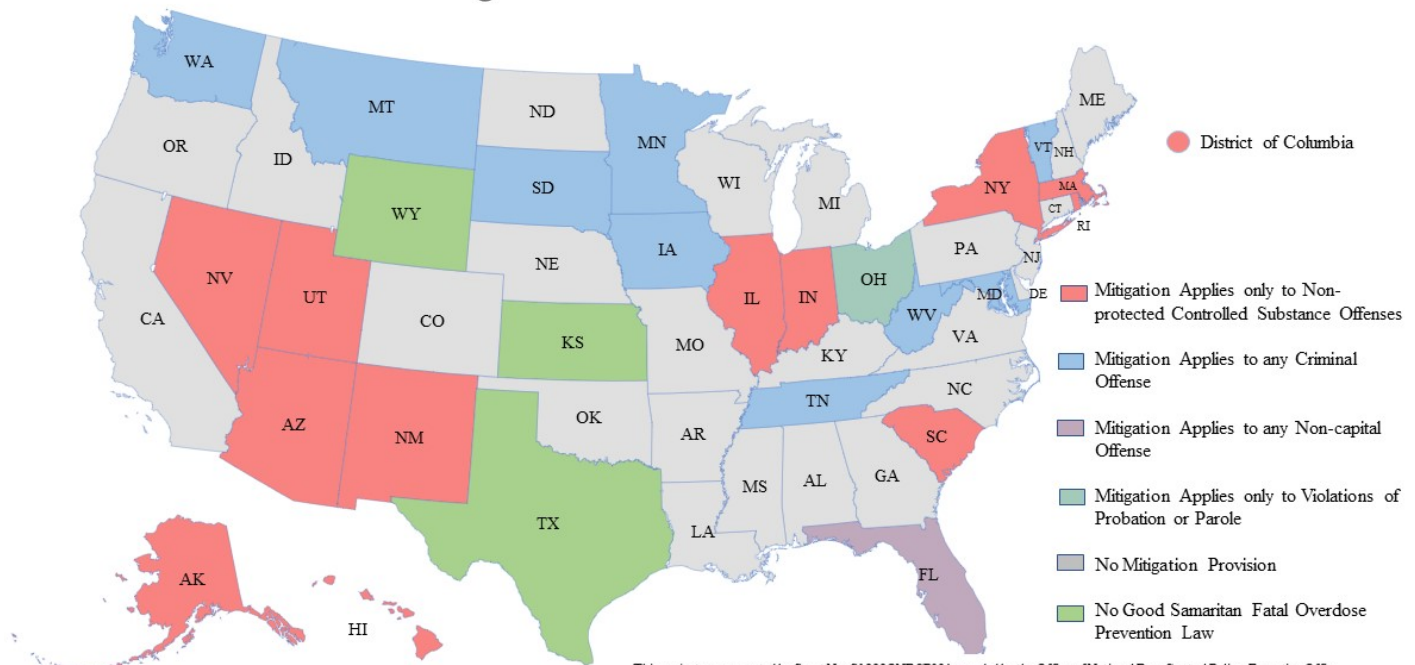 WA
MT
ND
MN
ME
OR
ID
SD
WI
MI
VT
NH
NY
MA
CT
RI
District of Columbia
WY
IA
NE
PA
NJ
NV
UT
CO
IL
IN
OH
MD
DE
WV
VA
CA
KS
MO
KY
AZ
NM
OK
AR
TN
NC
SC
MS
AL
GA
TX
LA
FL
AK
HI
Mitigation Applies only to Non-
protected Controlled Substance Offenses
Mitigation Applies to any Criminal
Offense
Mitigation Applies to any Non-capital
Offense
Mitigation Applies only to Violations of
Probation or Parole
No Mitigation Provision
No Good Samaritan Fatal Overdose
Prevention Law